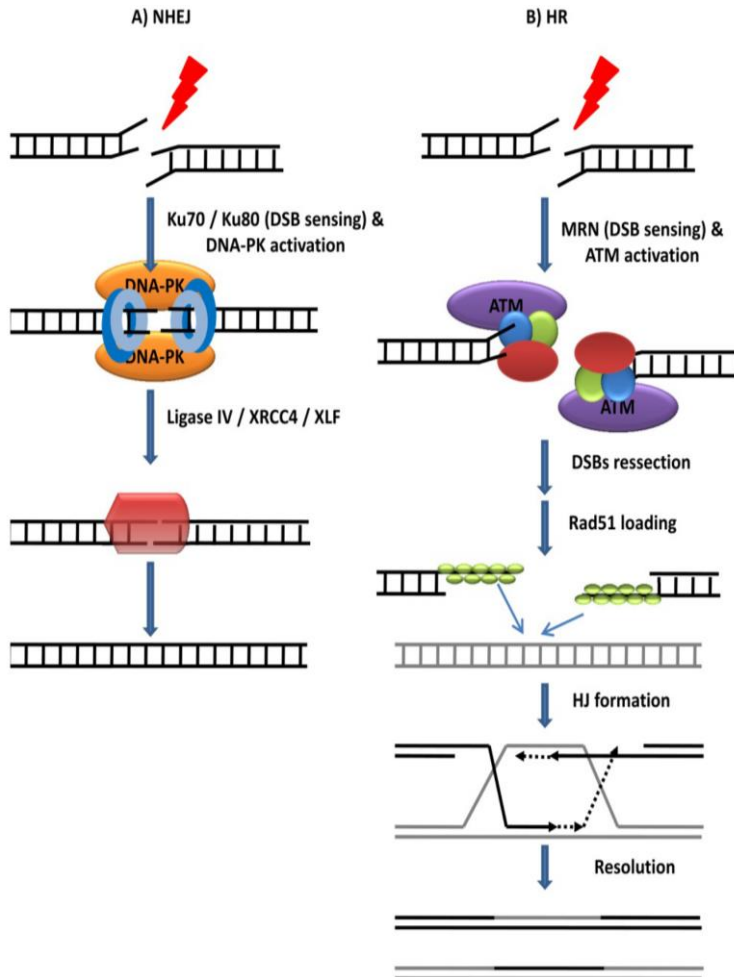 A) NHEJ
Ku70 / Ku80 (DSB sensing) &
DNA-PK activation
DNA-PK
DNA-PK
Ligase IV / XRCC4 / XLF
B) HR
MRN (DSB sensing) &
ATM activation
ATM
ATM
DSBs ressection
Rad51 loading
HJ formation
Resolution